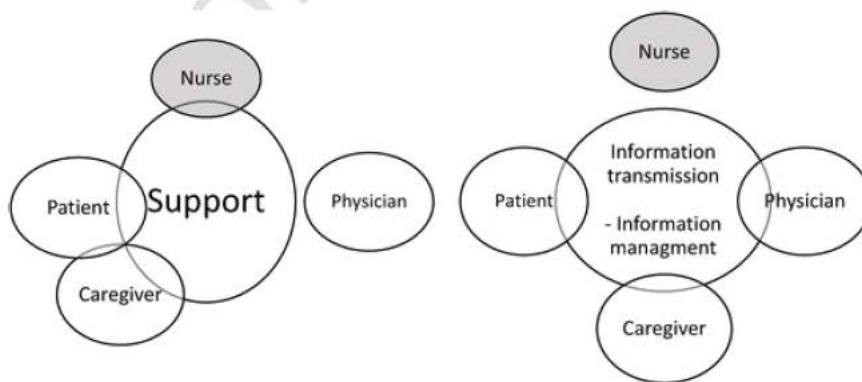 Nurse
Patient
Support
Physician
Caregiver
Nurse
Information
transmission
Patient
Physician
- Information
managment
Caregiver